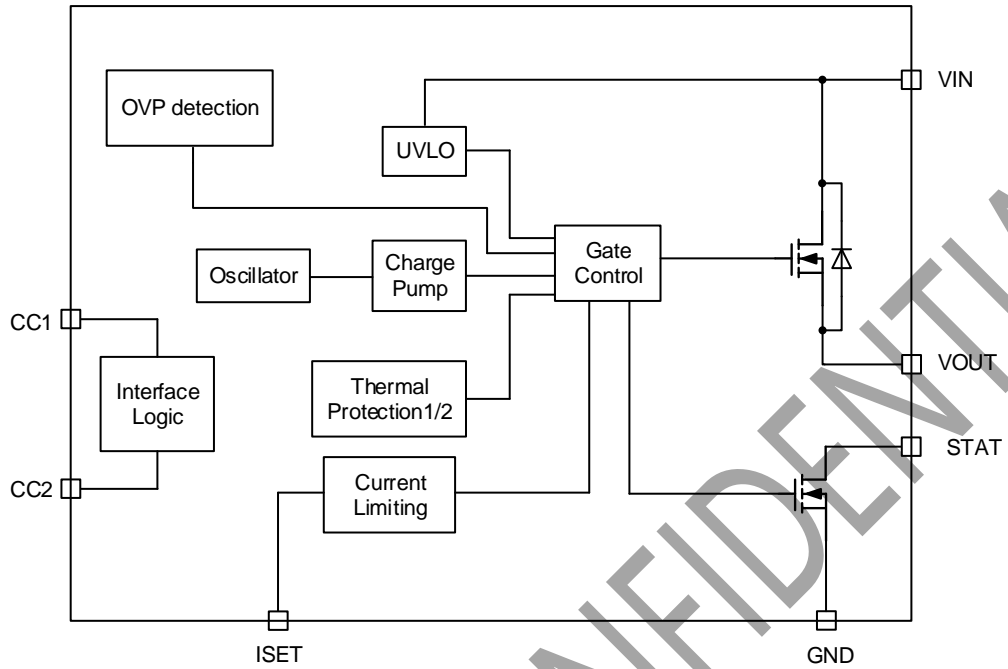 VIN
OVP detection
UVLO
Gate
Control
Oscillator
Charge
Pump
CC1
VOUT
Interface
Logic
Thermal
Protection1/2
STAT
CC2
Current
Limiting
ISET
GND